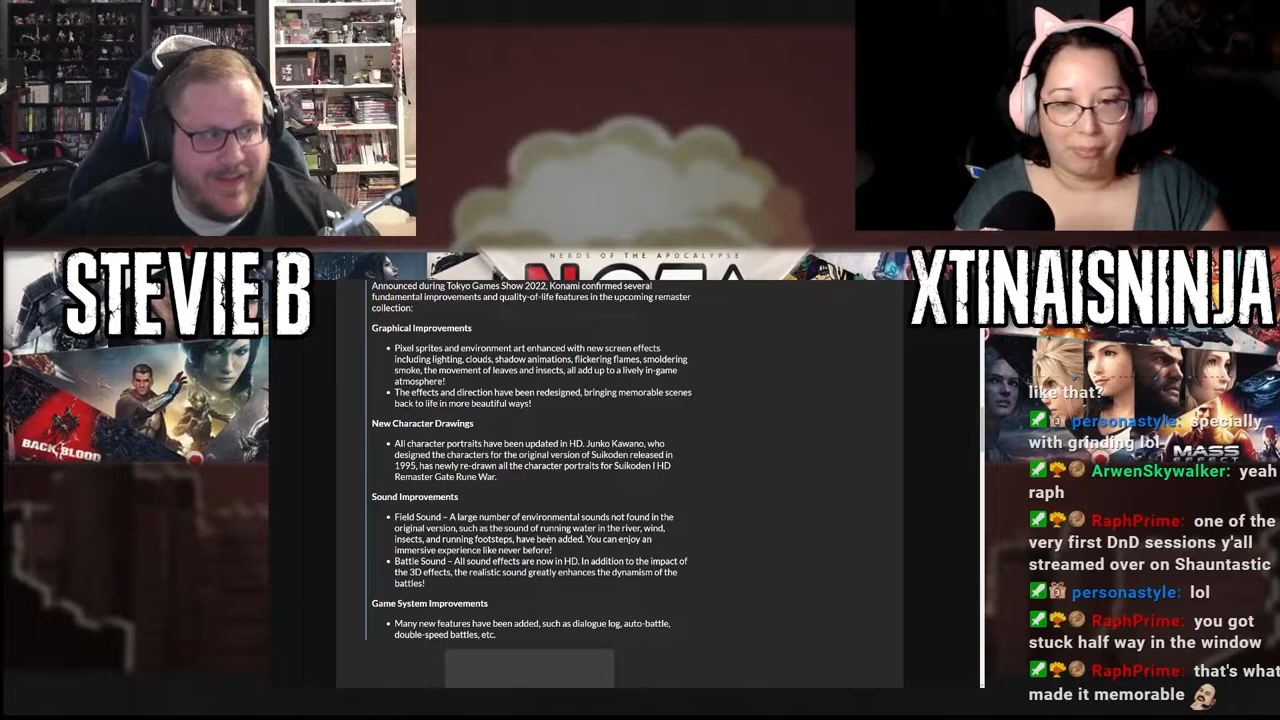 NERDS OF THE APOCALYPSE
NOTA
STEVIE B
XTINAISNINJA
BACK 4 BLOOD
MASS
Announced during Tokyo Games Show 2022, Konami confirmed several
fundamental improvements and quality-of-life features in the upcoming remaster
collection:
Graphical Improvements
• Pixel sprites and environment art enhanced with new screen effects
including lighting, clouds, shadow animations, flickering flames, smoldering
smoke, the movement of leaves and insects, all add up to a lively in-game
atmosphere!
• The effects and direction have been redesigned, bringing memorable scenes
back to life in more beautiful ways!
New Character Drawings
• All character portraits have been updated in HD. Junko Kawano, who
designed the characters for the original version of Suikoden released in
1995, has newly re-drawn all the character portraits for Suikoden I HD
Remaster Gate Rune War.
Sound Improvements
• Field Sound – A large number of environmental sounds not found in the
original version, such as the sound of running water in the river, wind,
insects, and running footsteps, have been added. You can enjoy an
immersive experience like never before!
• Battle Sound – All sound effects are now in HD. In addition to the impact of
the 3D effects, the realistic sound greatly enhances the dynamism of the
battles!
Game System Improvements
• Many new features have been added, such as dialogue log, auto-battle,
double-speed battles, etc.
like that?
personastyle: specially
with grinding lol
ArwenSkywalker: yeah
raph
RaphPrime: one of the
very first DnD sessions y'all
streamed over on Shauntastic
personastyle: lol
RaphPrime: you got
stuck half way in the window
RaphPrime: that's what
made it memorable